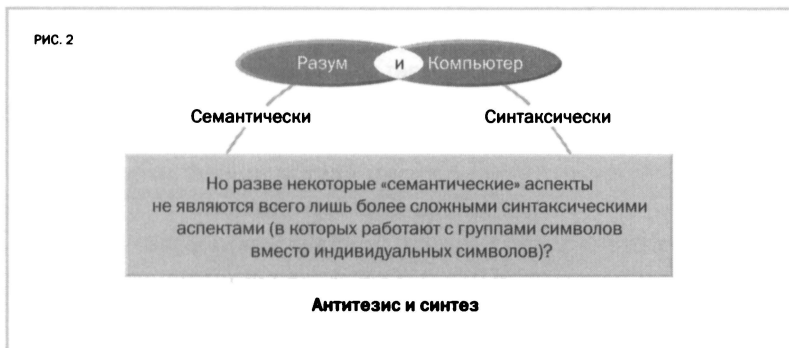 РИС. 2
Разум и Компьютер
Семантически Синтаксически
Но разве некоторые «семантические» аспекты
не являются всего лишь более сложными синтаксическими
аспектами (в которых работают с группами символов
вместо индивидуальных символов)?
Антитезис и синтез